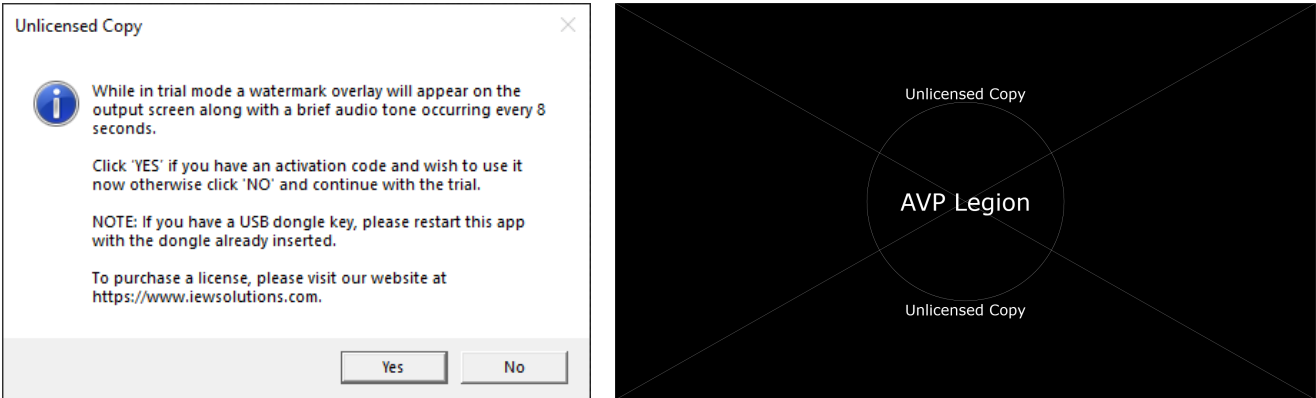 Unlicensed Copy
While in trial mode a watermark overlay will appear on the
output screen along with a brief audio tone occurring every 8
seconds.
Click 'YES' if you have an activation code and wish to use it
now otherwise click 'NO' and continue with the trial.
NOTE: If you have a USB dongle key, please restart this app
with the dongle already inserted.
To purchase a license, please visit our website at
https://www.iewsolutions.com.
Yes
No
Unlicensed Copy
AVP Legion
Unlicensed Copy